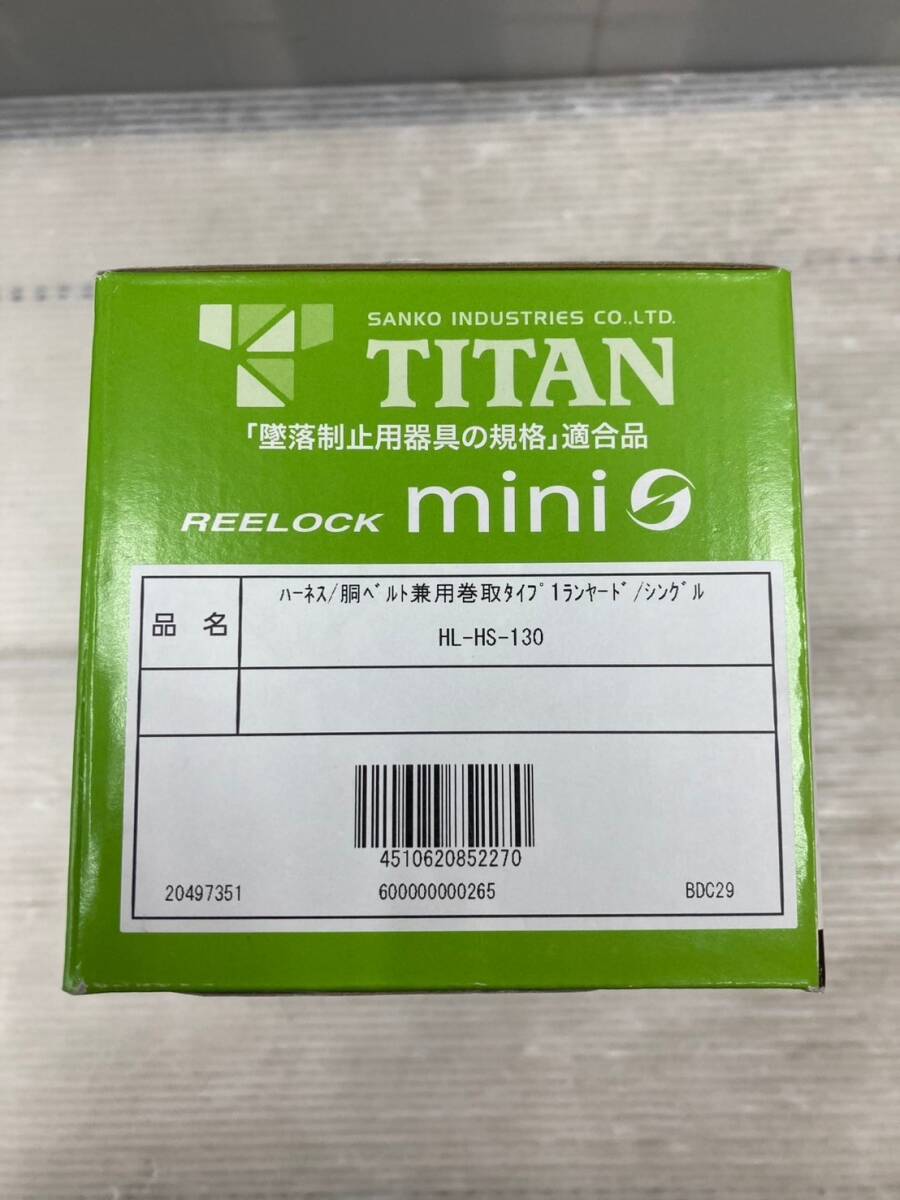 SANKO INDUSTRIES CO.,LTD.
TITAN
「墜落制止用器具の規格」適合品
REELOCK mini
品 名
ﾊｰﾈｽ/胴ﾍﾞﾙﾄ兼用巻取ﾀｲﾌﾟ1ﾗﾝﾔｰﾄﾞ/ｼﾝｸﾞﾙ
HL-HS-130
4510620852270
20497351 600000000265 BDC29